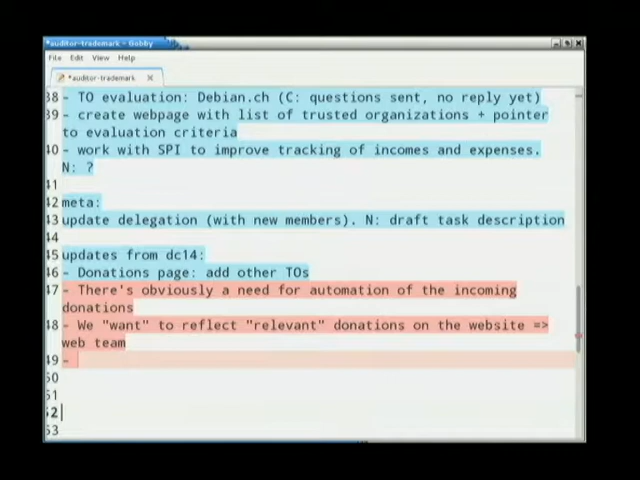 *auditor-trademark - Gobby
File Edit View Help
*auditor-trademark
38 - TO evaluation: Debian.ch (C: questions sent, no reply yet)
39 - create webpage with list of trusted organizations + pointer
to evaluation criteria
40 - work with SPI to improve tracking of incomes and expenses.
N: ?
41
42 meta:
43 update delegation (with new members). N: draft task description
44
45 updates from dc14:
46 - Donations page: add other TOs
47 - There's obviously a need for automation of the incoming
donations
48 - We "want" to reflect "relevant" donations on the website =>
web team
49 -
50
51
52
53